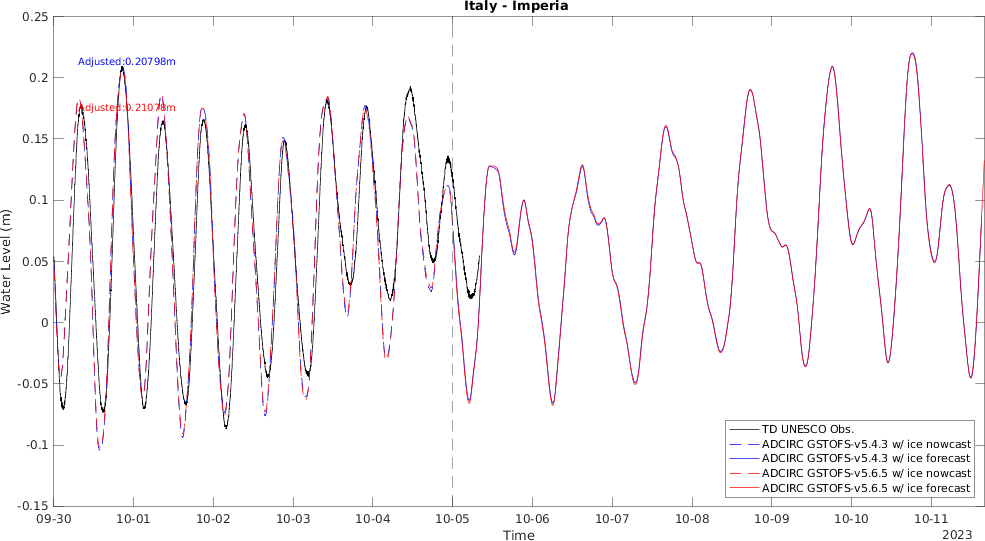 Italy - Imperia
Water Level (m)
0.25
0.2
0.15
0.1
0.05
0
-0.05
-0.1
-0.15
Adjusted:0.20798m
Adjusted:0.21078m
TD UNESCO Obs.
ADCIRC GSTOFS-v5.4.3 w/ ice nowcast
ADCIRC GSTOFS-v5.4.3 w/ ice forecast
ADCIRC GSTOFS-v5.6.5 w/ ice nowcast
ADCIRC GSTOFS-v5.6.5 w/ ice forecast
09-30 10-01 10-02 10-03 10-04 10-05 10-06 10-07 10-08 10-09 10-10 10-11
Time
2023